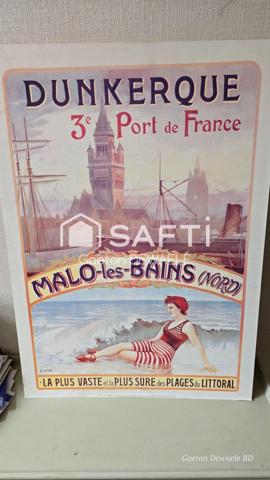 DUNKERQUE
3e Port de France
SAFTI
MALO-les-BAINS (NORD)
LA PLUS VASTE et la PLUS SÛRE des PLAGES du LITTORAL
Gaetan Dewaele BD